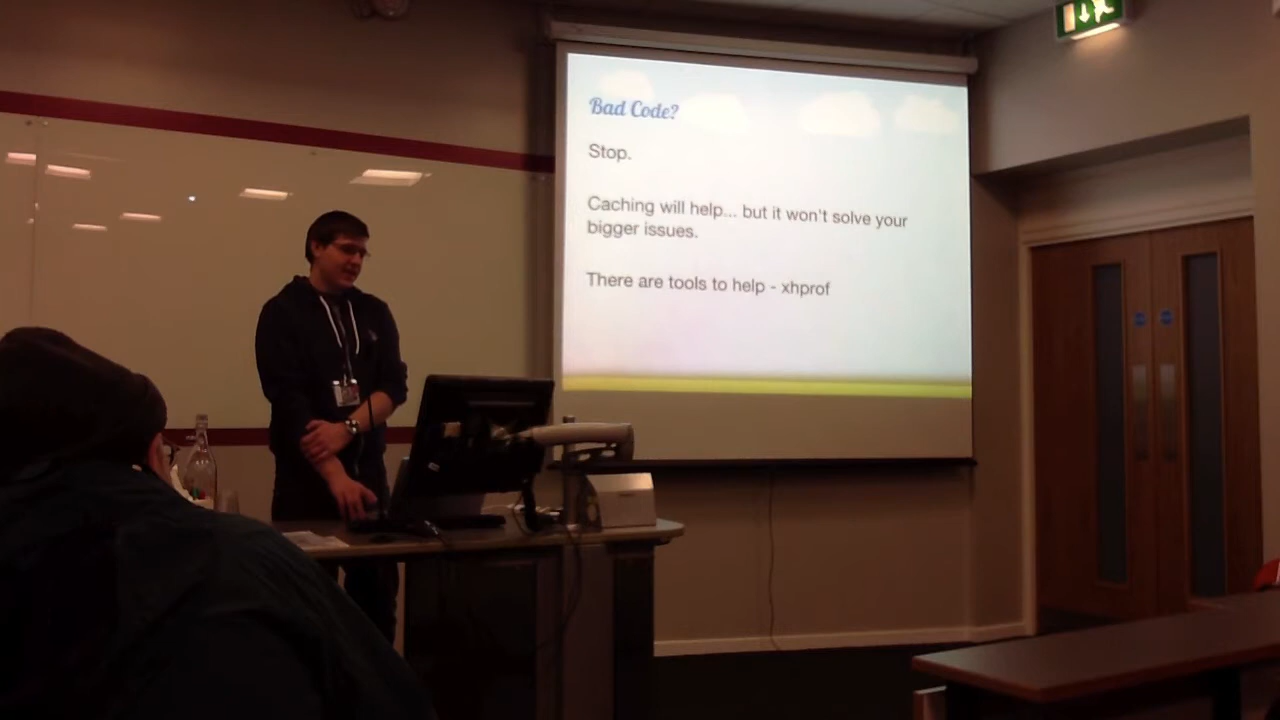 Bad Code?
Stop.
Caching will help... but it won't solve your
bigger issues.
There are tools to help - xhprof